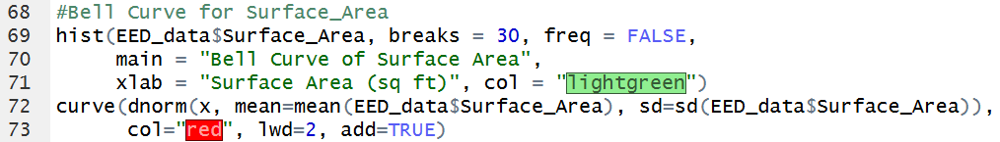 68 #Bell Curve for Surface_Area
69 hist(EED_data$Surface_Area, breaks = 30, freq = FALSE,
70 main = "Bell Curve of Surface Area",
71 xlab = "Surface Area (sq ft)", col = "lightgreen")
72 curve(dnorm(x, mean=mean(EED_data$Surface_Area), sd=sd(EED_data$Surface_Area)),
73 col="red", lwd=2, add=TRUE)